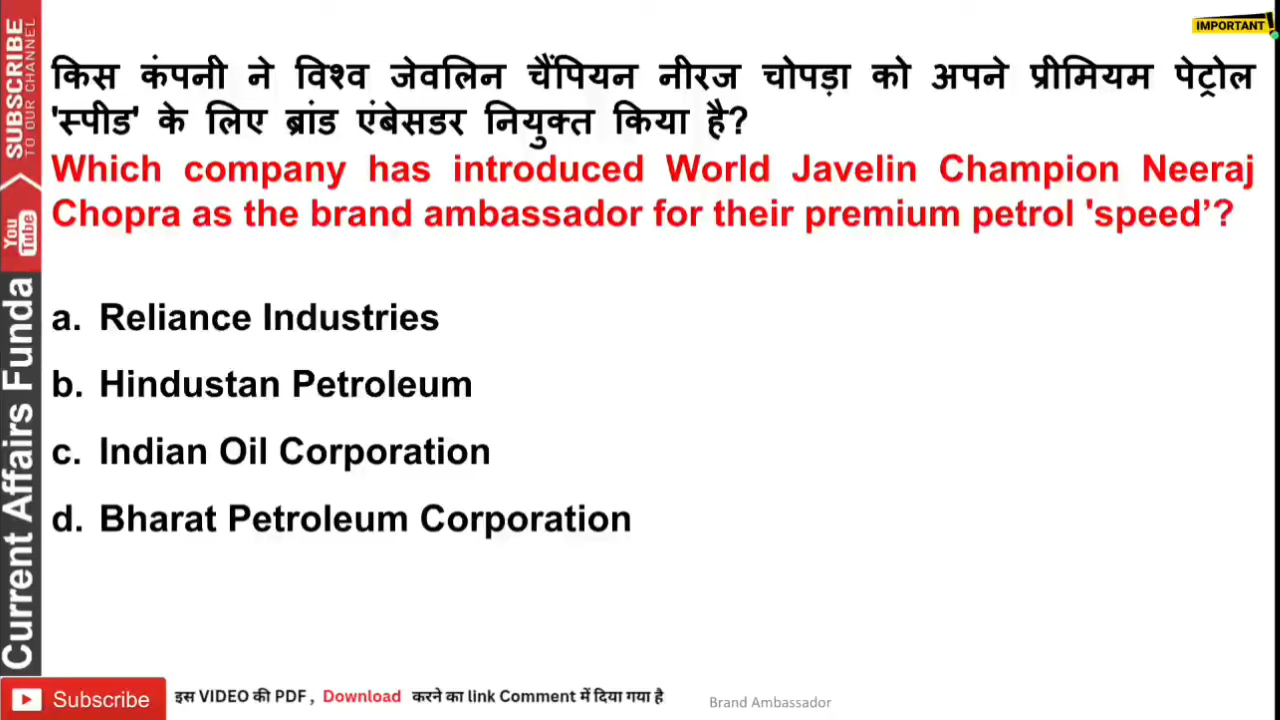 IMPORTANT!
किस कंपनी ने विश्व जेवलिन चैंपियन नीरज चोपड़ा को अपने प्रीमियम पेट्रोल
'स्पीड' के लिए ब्रांड एंबेसडर नियुक्त किया है?
Which company has introduced World Javelin Champion Neeraj
Chopra as the brand ambassador for their premium petrol 'speed’?
a. Reliance Industries
b. Hindustan Petroleum
c. Indian Oil Corporation
d. Bharat Petroleum Corporation
SUBSCRIBE
TO OUR CHANNEL
You Tube
Current Affairs Funda
Subscribe
इस VIDEO की PDF , Download करने का link Comment में दिया गया है
Brand Ambassador